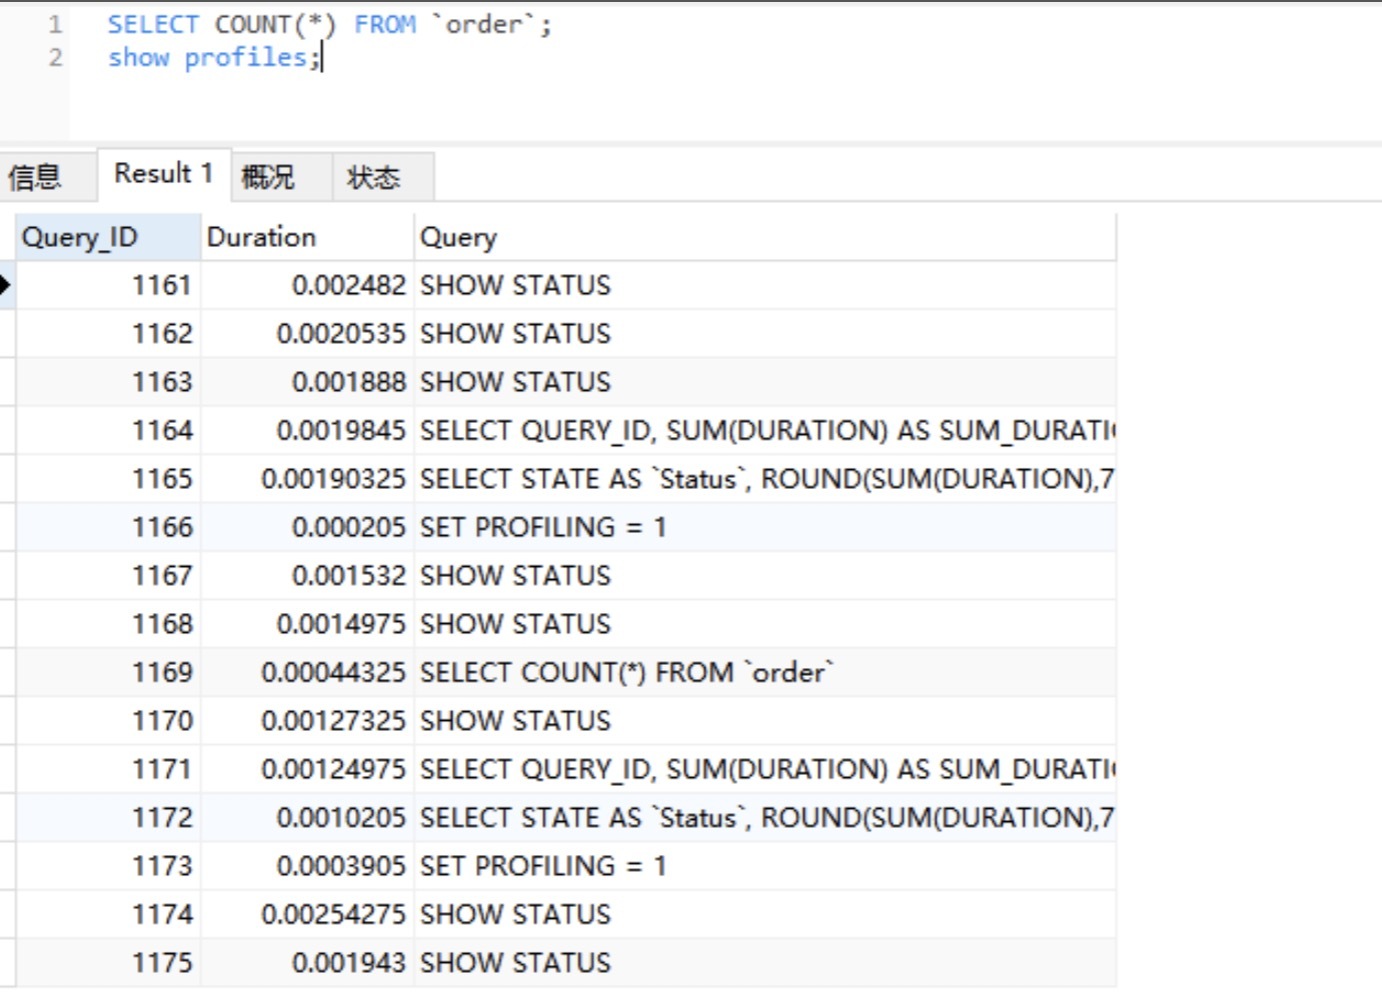 1 SELECT COUNT(*) FROM `order`;
2 show profiles;
信息 Result 1 概况 状态
Query_ID Duration Query
1161 0.002482 SHOW STATUS
1162 0.0020535 SHOW STATUS
1163 0.001888 SHOW STATUS
1164 0.0019845 SELECT QUERY_ID, SUM(DURATION) AS SUM_DURATI
1165 0.00190325 SELECT STATE AS `Status`, ROUND(SUM(DURATION),7
1166 0.000205 SET PROFILING = 1
1167 0.001532 SHOW STATUS
1168 0.0014975 SHOW STATUS
1169 0.00044325 SELECT COUNT(*) FROM `order`
1170 0.00127325 SHOW STATUS
1171 0.00124975 SELECT QUERY_ID, SUM(DURATION) AS SUM_DURATI
1172 0.0010205 SELECT STATE AS `Status`, ROUND(SUM(DURATION),7
1173 0.0003905 SET PROFILING = 1
1174 0.00254275 SHOW STATUS
1175 0.001943 SHOW STATUS